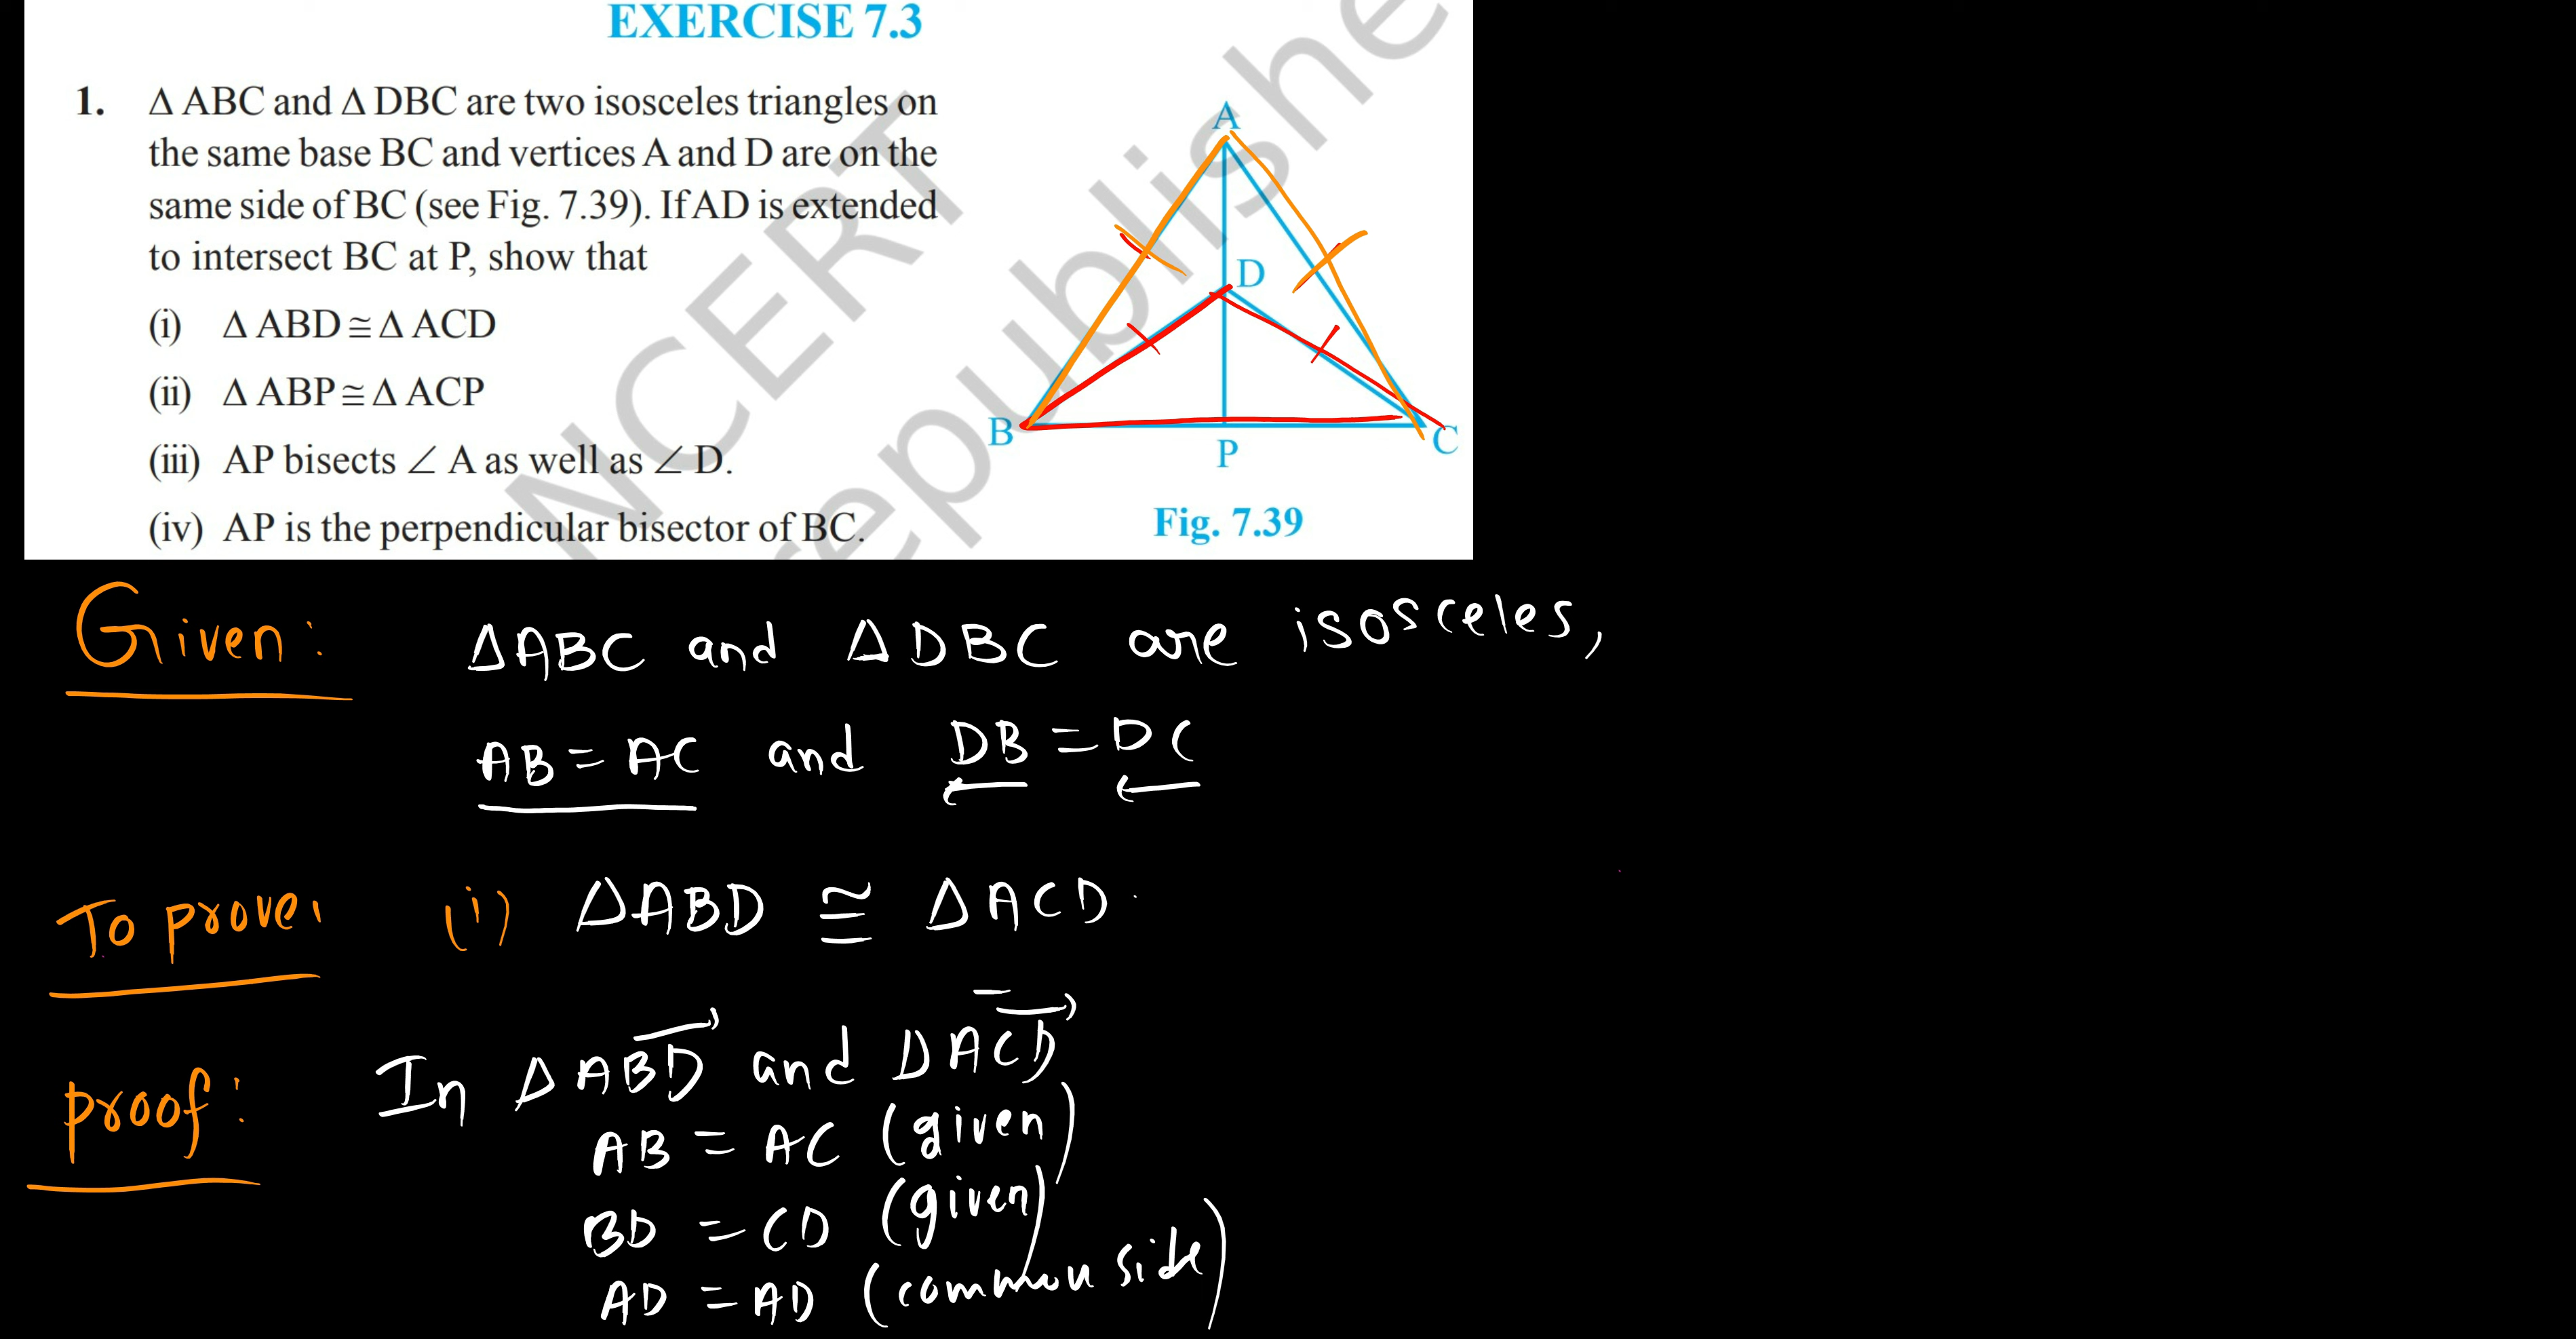 EXERCISE 7.3
1. Δ ABC and Δ DBC are two isosceles triangles on
the same base BC and vertices A and D are on the
same side of BC (see Fig. 7.39). If AD is extended
to intersect BC at P, show that
(i) Δ ABD ≅ Δ ACD
(ii) Δ ABP ≅ Δ ACP
(iii) AP bisects ∠ A as well as ∠ D.
(iv) AP is the perpendicular bisector of BC.
NCERT
republishe
A
D
B
P
C
Fig. 7.39
Given: ΔABC and ΔDBC are isosceles,
AB = AC and DB = DC
To prove: (i) ΔABD ≅ ΔACD.
proof: In ΔABD and ΔACD
AB = AC (given)
BD = CD (given)
AD = AD (common side)